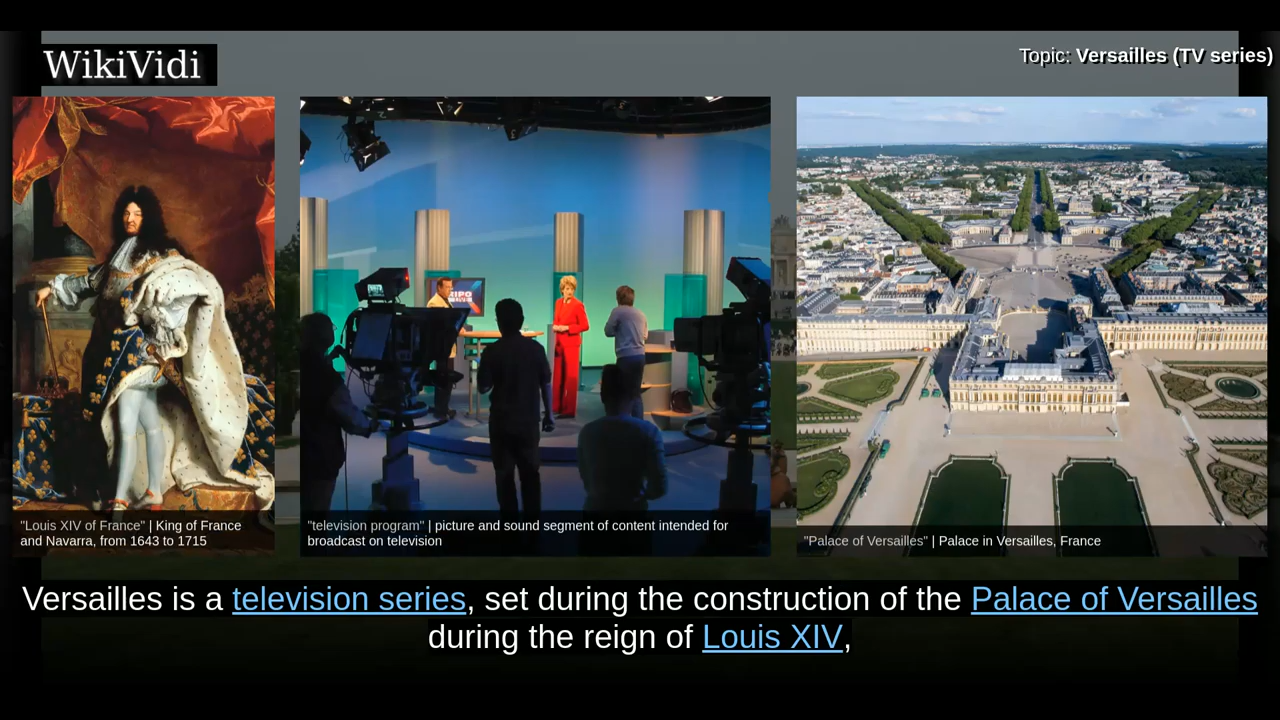 WikiVidi
Topic: Versailles (TV series)
"Louis XIV of France" | King of France
and Navarra, from 1643 to 1715
"television program" | picture and sound segment of content intended for
broadcast on television
"Palace of Versailles" | Palace in Versailles, France
Versailles is a television series, set during the construction of the Palace of Versailles
during the reign of Louis XIV,